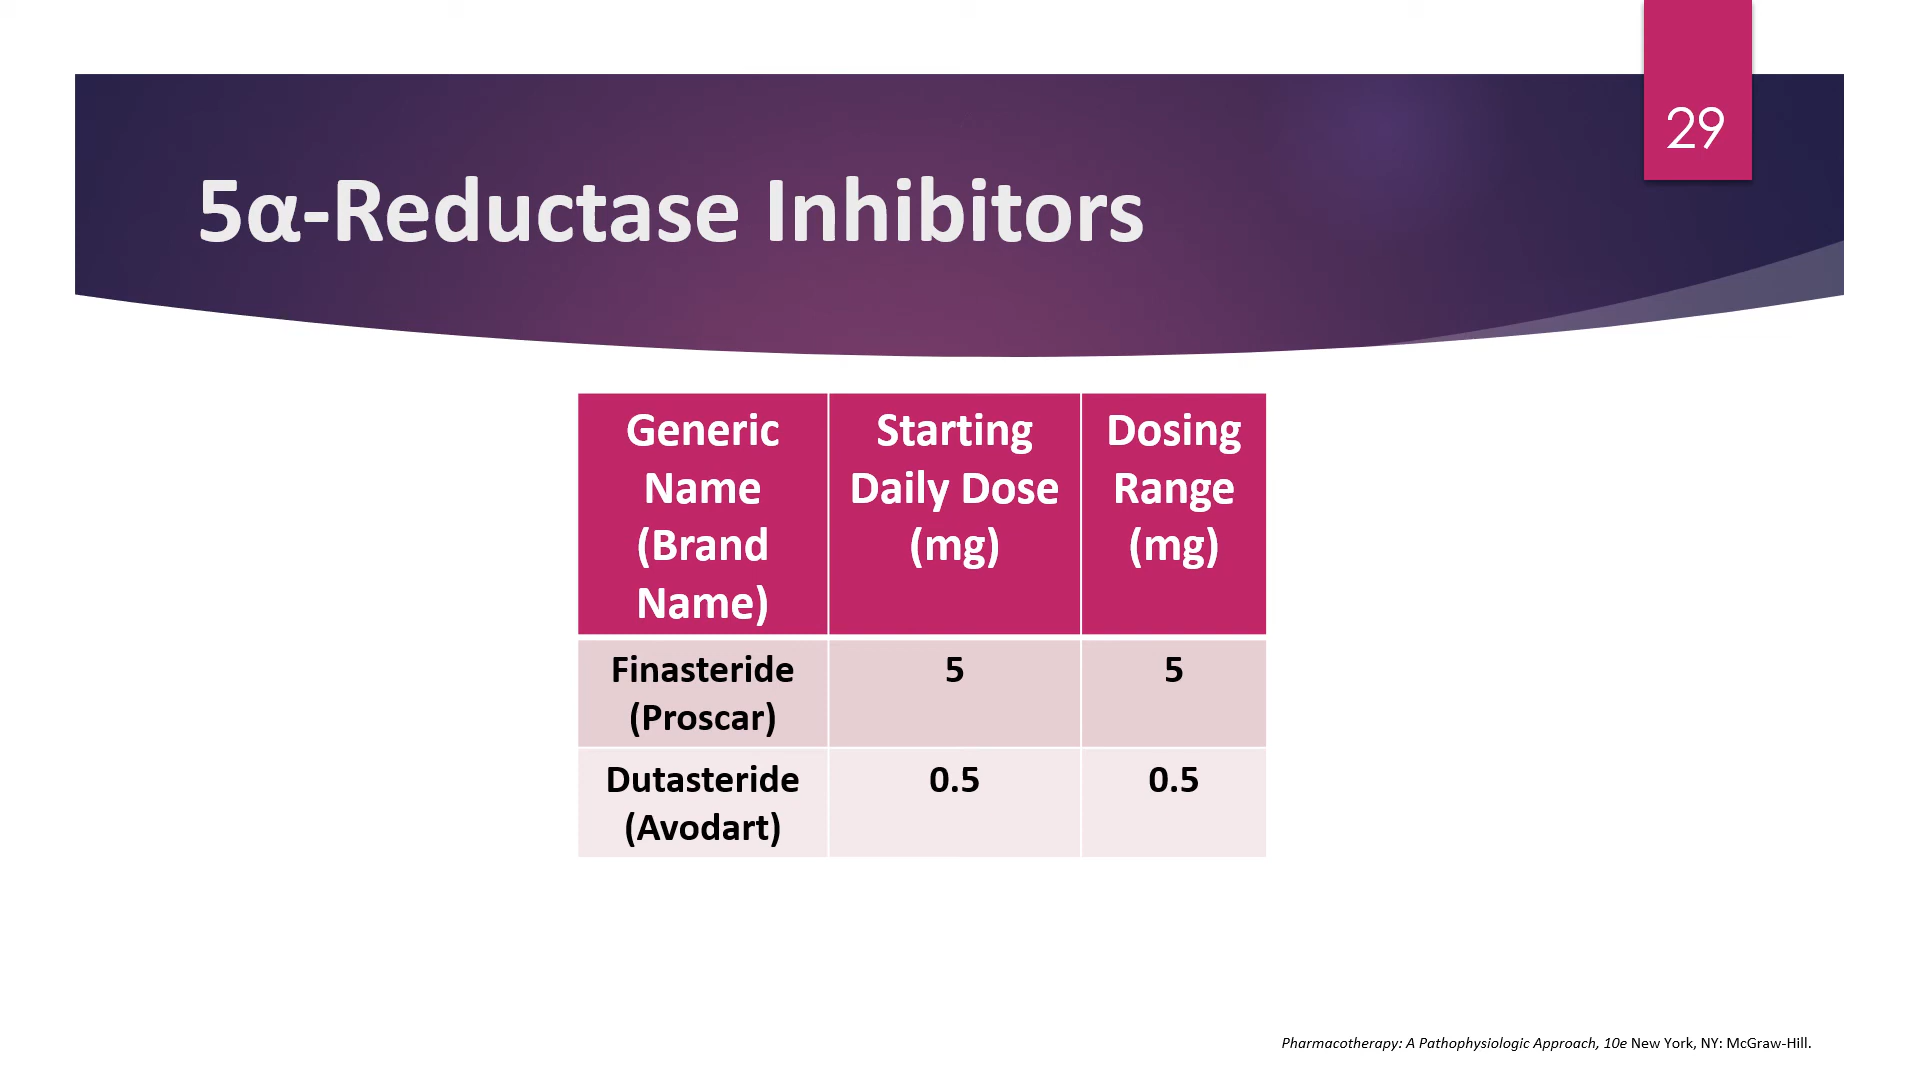 29
5α-Reductase Inhibitors
Generic Name (Brand Name) Starting Daily Dose (mg) Dosing Range (mg)
Finasteride (Proscar) 5 5
Dutasteride (Avodart) 0.5 0.5
Pharmacotherapy: A Pathophysiologic Approach, 10e New York, NY: McGraw-Hill.